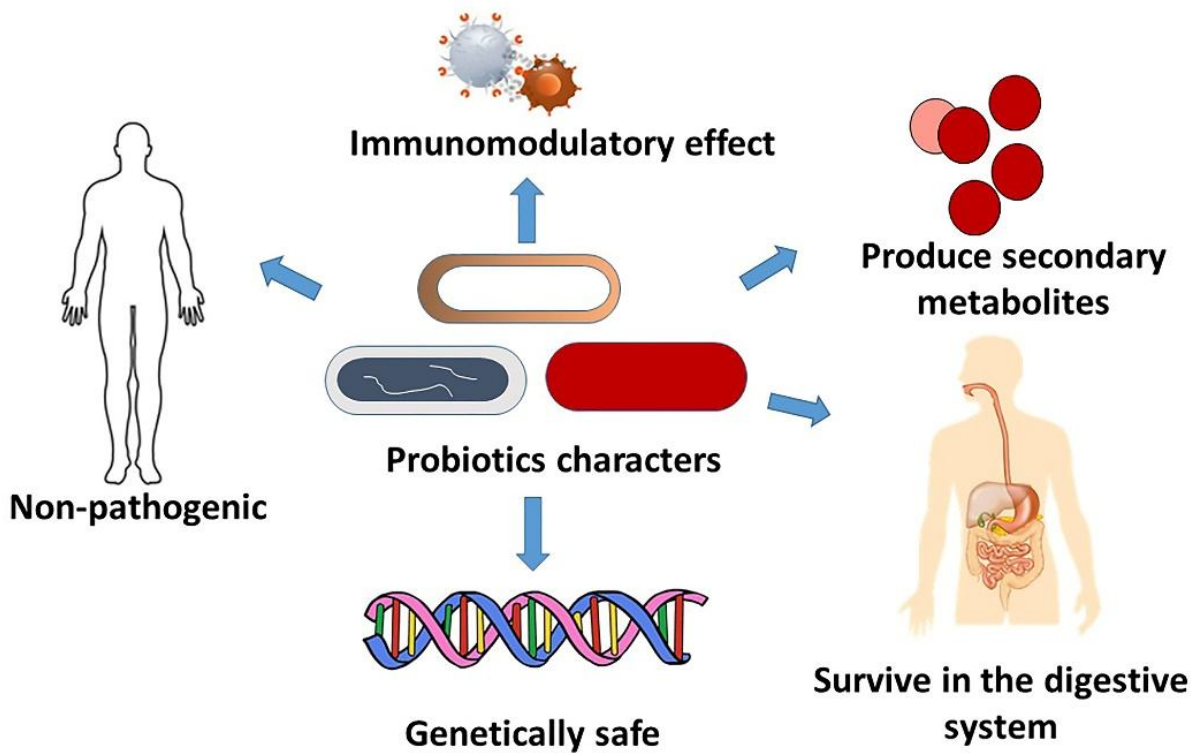 Immunomodulatory effect
Produce secondary
metabolites
Probiotics characters
Non-pathogenic
Genetically safe
Survive in the digestive
system